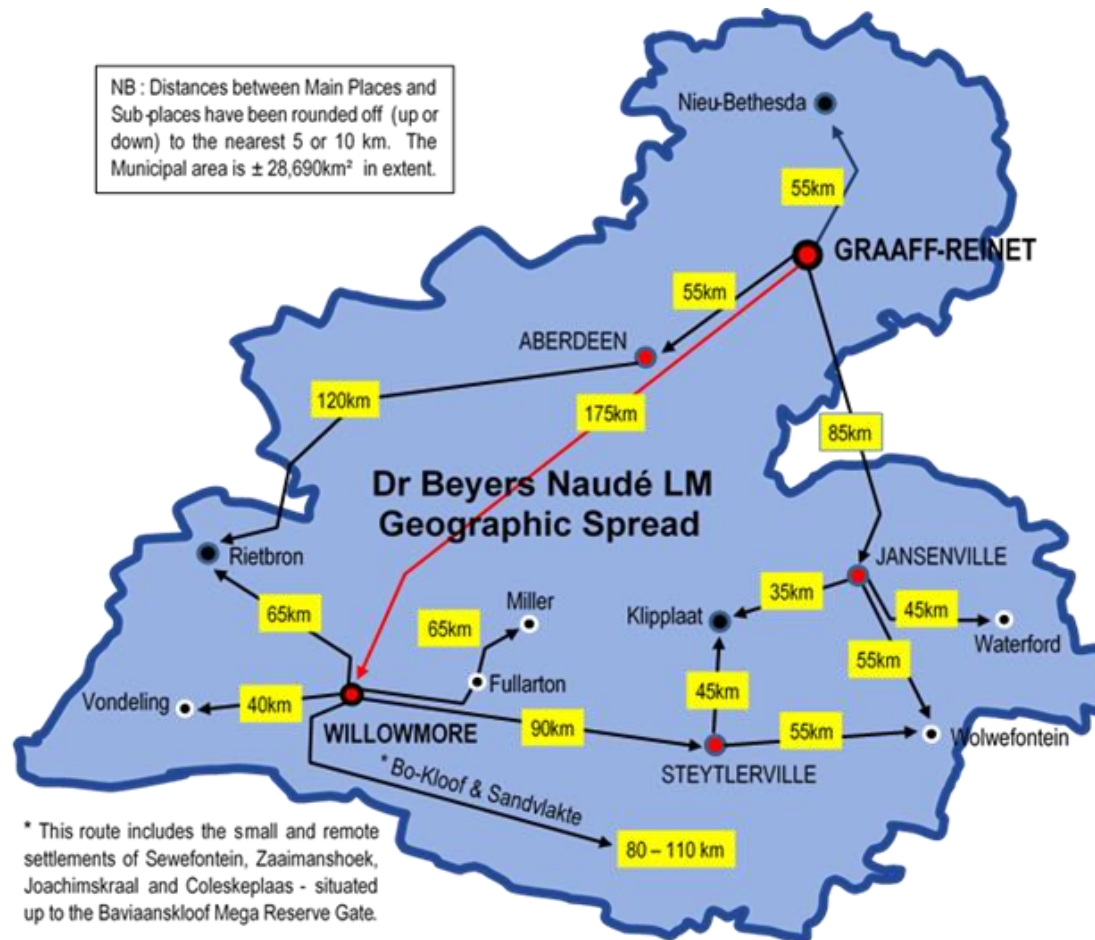 NB : Distances between Main Places and
Sub-places have been rounded off (up or
down) to the nearest 5 or 10 km. The
Municipal area is ± 28,690km² in extent.
Nieu-Bethesda
55km
GRAAFF-REINET
55km
ABERDEEN
120km
175km
85km
Dr Beyers Naudé LM
Geographic Spread
Rietbron
JANSENVILLE
35km
Miller
65km
65km
Klipplaat
45km
Waterford
55km
Fullarton
45km
Vondeling
40km
WILLOWMORE
90km
55km
Wolwefontein
STEYTLERVILLE
* Bo-Kloof & Sandvlakte
80 – 110 km
* This route includes the small and remote
settlements of Sewefontein, Zaaimanshoek,
Joachimskraal and Coleskeplaas - situated
up to the Baviaanskloof Mega Reserve Gate.